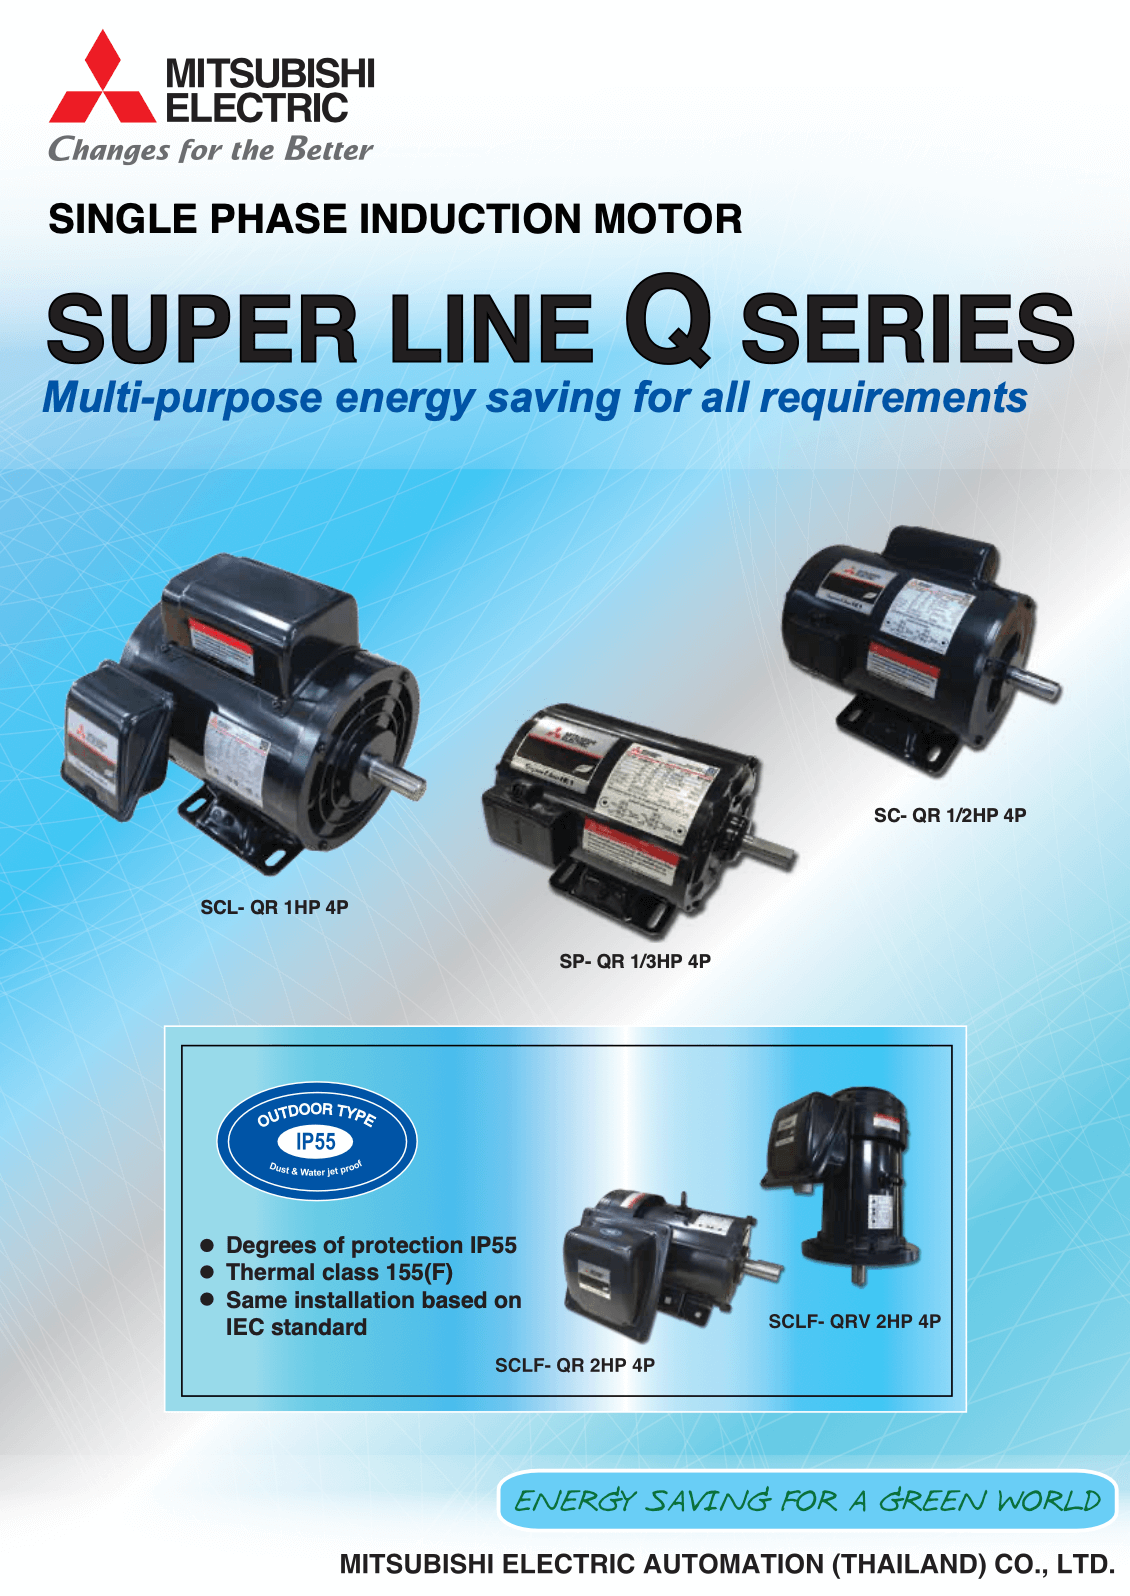 MITSUBISHI
ELECTRIC
Changes for the Better
SINGLE PHASE INDUCTION MOTOR
SUPER LINE Q SERIES
Multi-purpose energy saving for all requirements
MITSUBISHI
ELECTRIC
SC- QR 1/2HP 4P
SCL- QR 1HP 4P
SP- QR 1/3HP 4P
OUTDOOR TYPE
IP55
Dust & Water jet proof
● Degrees of protection IP55
● Thermal class 155(F)
● Same installation based on
IEC standard
SCLF- QRV 2HP 4P
SCLF- QR 2HP 4P
ENERGY SAVING FOR A GREEN WORLD
MITSUBISHI ELECTRIC AUTOMATION (THAILAND) CO., LTD.